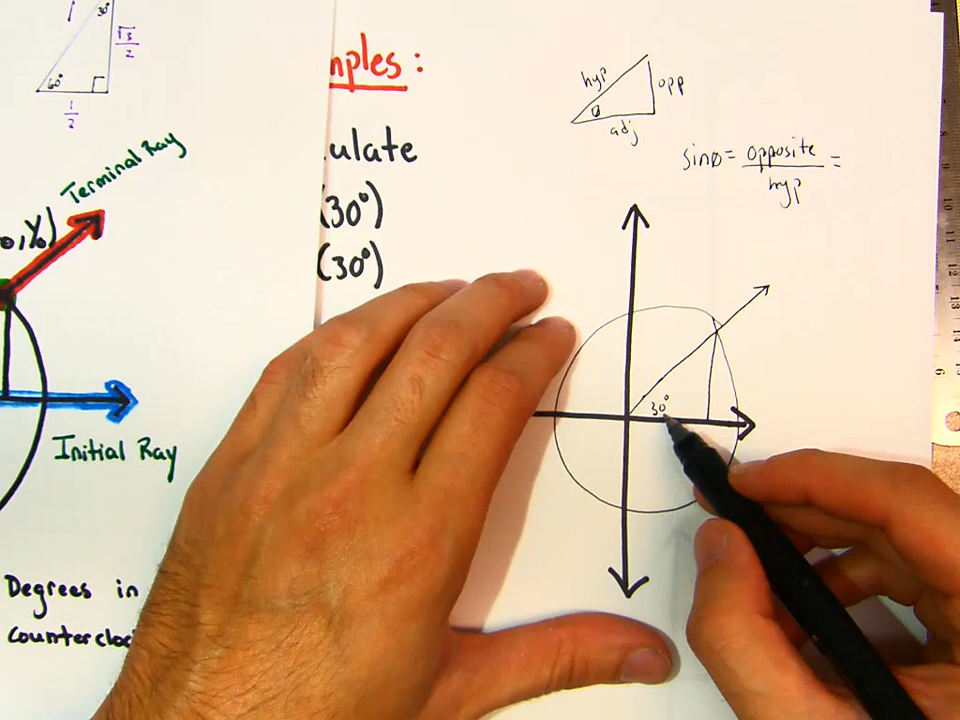 30°
√3/2
60°
1/2
Terminal Ray
Initial Ray
Degrees in
mples:
ulate
(30°)
(30°)
hyp
opp
θ
adj
sinθ = opposite/hyp =
30°